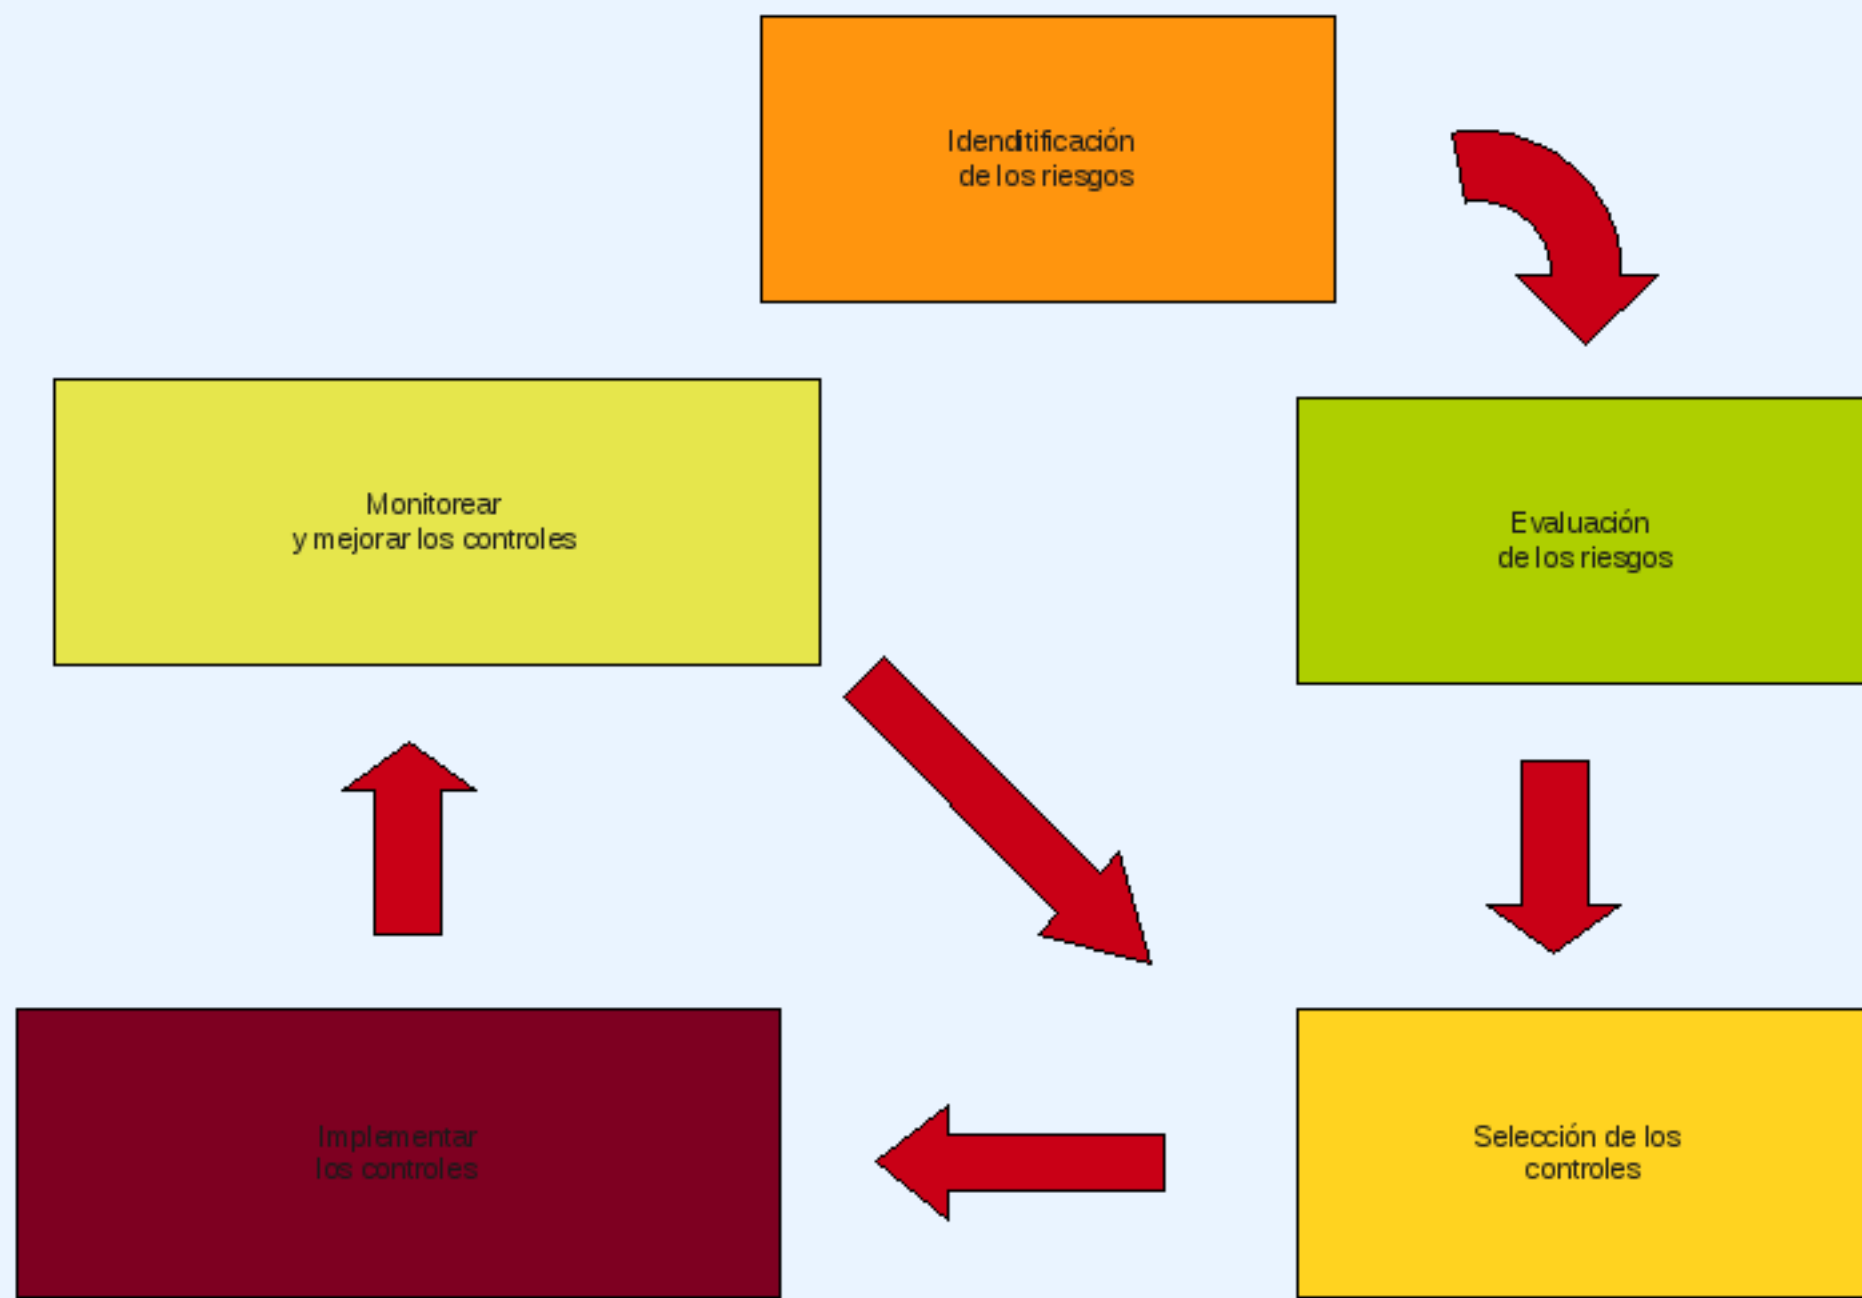 Idenditificación
de los riesgos
Monitorear
y mejorar los controles
Evaluación
de los riesgos
Implementar
los controles
Selección de los
controles